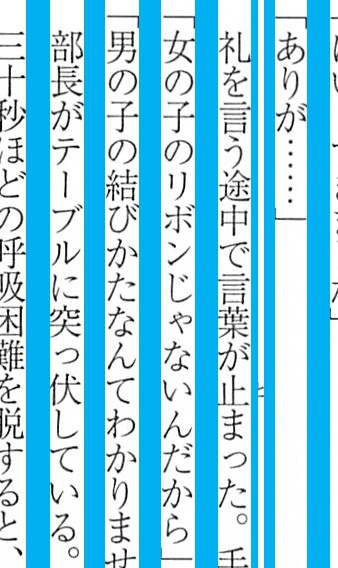 「ありが……」
礼を言う途中で言葉が止まった。
「女の子のリボンじゃないんだから」
「男の子の結びかたなんてわかりませ
部長がテーブルに突っ伏している。
三十秒ほどの呼吸困難を脱すると、